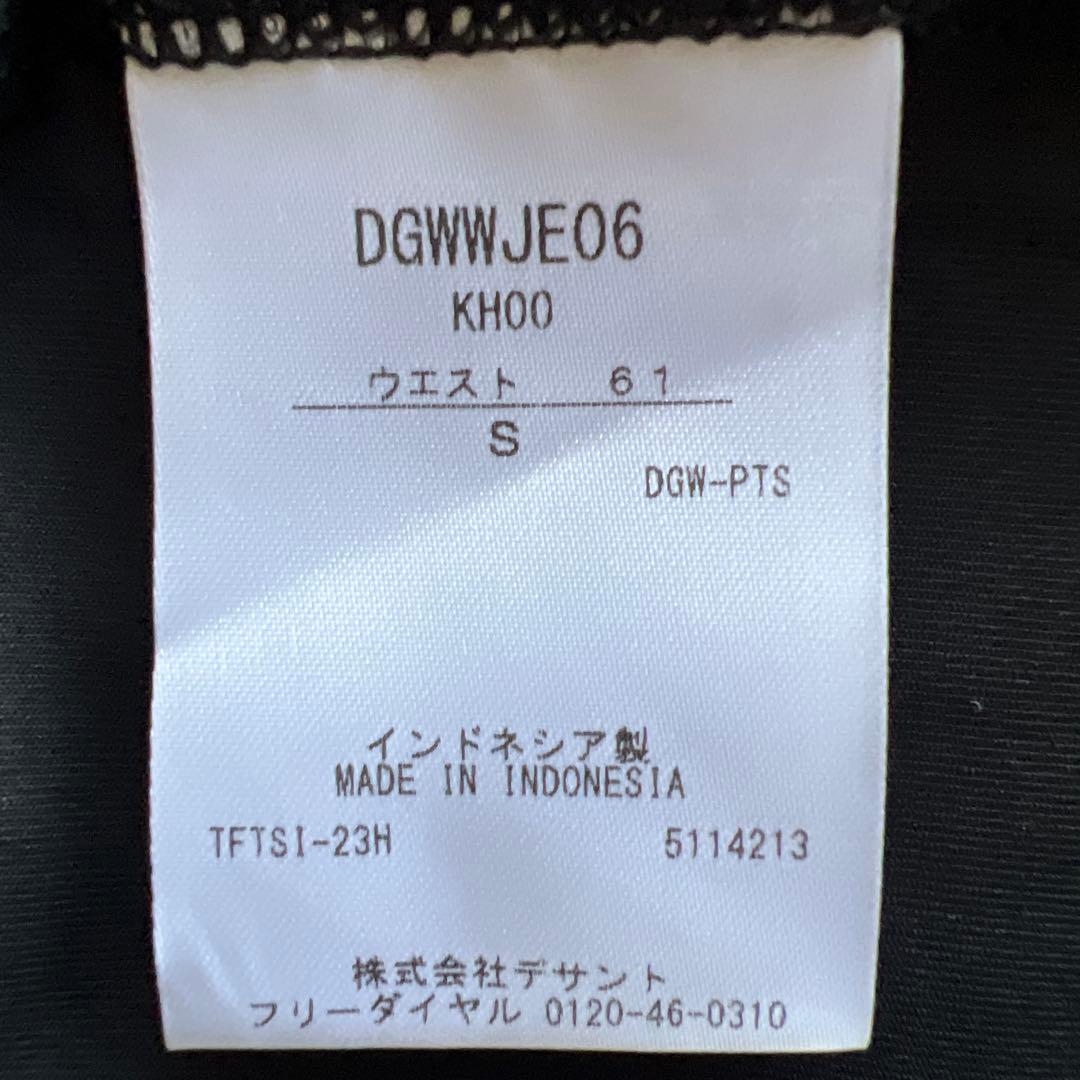 DGWWJE06
KH00
ウエスト 61
S
DGW-PTS
インドネシア製
MADE IN INDONESIA
TFTSI-23H 5114213
株式会社デサント
フリーダイヤル 0120-46-0310